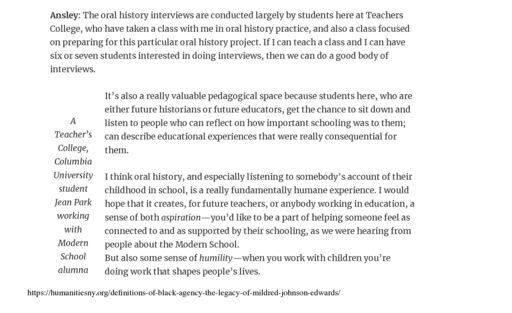 Ansley: The oral history interviews are conducted largely by students here at Teachers
College, who have taken a class with me in oral history practice, and also a class focused
on preparing for this particular oral history project. If I can teach a class and I can have
six or seven students interested in doing interviews, then we can do a good body of
interviews.
A
Teacher's
College,
Columbia
University
student
Jean Park
working
with
Modern
School
alumna
It's also a really valuable pedagogical space because students here, who are
either future historians or future educators, get the chance to sit down and
listen to people who can reflect on how important schooling was to them;
can describe educational experiences that were really consequential for
them.
I think oral history, and especially listening to somebody's account of their
childhood in school, is a really fundamentally humane experience. I would
hope that it creates, for future teachers, or anybody working in education, a
sense of both aspiration—you'd like to be a part of helping someone feel as
connected to and as supported by their schooling, as we were hearing from
people about the Modern School.
But also some sense of humility—when you work with children you're
doing work that shapes people's lives.
https://humanitiesny.org/definitions-of-black-agency-the-legacy-of-mildred-johnson-edwards/